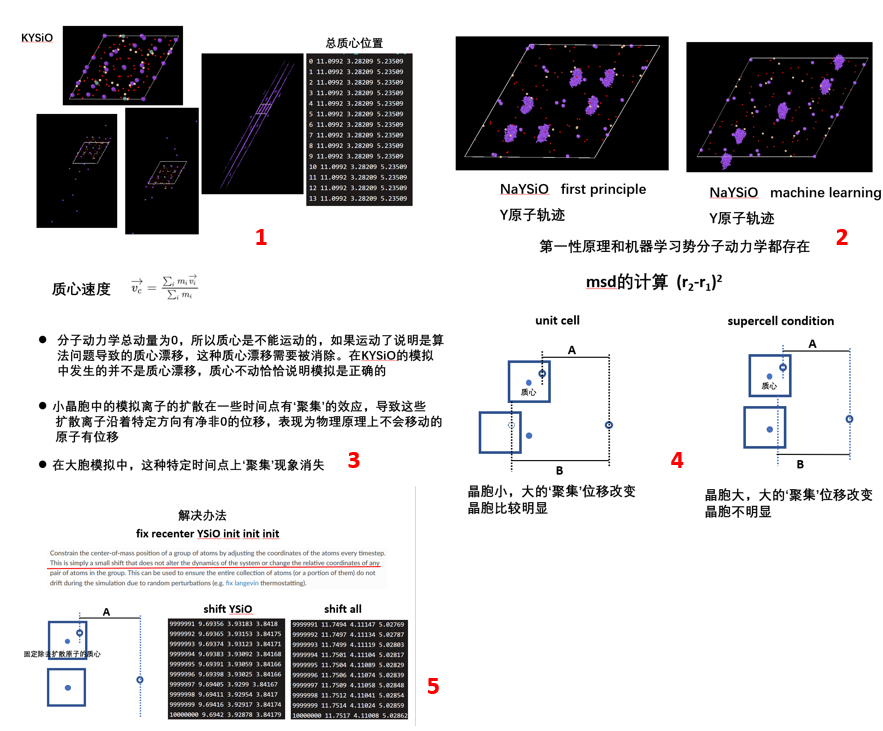 KYSiO
总质心位置
0 11.0992 3.28209 5.23509
1 11.0992 3.28209 5.23509
2 11.0992 3.28209 5.23509
3 11.0992 3.28209 5.23509
4 11.0992 3.28209 5.23509
5 11.0992 3.28209 5.23509
6 11.0992 3.28209 5.23509
7 11.0992 3.28209 5.23509
8 11.0992 3.28209 5.23509
9 11.0992 3.28209 5.23509
10 11.0992 3.28209 5.23509
11 11.0992 3.28209 5.23509
12 11.0992 3.28209 5.23509
13 11.0992 3.28209 5.23509
1
NaYSiO first principle
Y原子轨迹
NaYSiO machine learning
Y原子轨迹
第一性原理和机器学习势分子动力学都存在
2
质心速度 $\overrightarrow{v_c} = \frac{\sum_i m_i \overrightarrow{v_i}}{\sum_i m_i}$
● 分子动力学总动量为0，所以质心是不能运动的，如果运动了说明是算
法问题导致的质心漂移，这种质心漂移需要被消除。在KYSiO的模拟
中发生的并不是质心漂移，质心不动恰恰说明模拟是正确的
● 小晶胞中的模拟离子的扩散在一些时间点有‘聚集’的效应，导致这些
扩散离子沿着特定方向有净非0的位移，表现为物理原理上不会移动的
原子有位移
● 在大胞模拟中，这种特定时间点上‘聚集’现象消失
3
msd的计算 (r₂-r₁)²
unit cell
A
质心
B
晶胞小，大的‘聚集’位移改变
晶胞比较明显
supercell condition
A
质心
B
晶胞大，大的‘聚集’位移改变
晶胞不明显
4
解决办法
fix recenter YSiO init init init
Constrain the center-of-mass position of a group of atoms by adjusting the coordinates of the atoms every timestep.
This is simply a small shift that does not alter the dynamics of the system or change the relative coordinates of any
pair of atoms in the group. This can be used to ensure the entire collection of atoms (or a portion of them) do not
drift during the simulation due to random perturbations (e.g. fix langevin thermostatting).
A
固定除去扩散原子的质心
shift YSiO
9999991 9.69356 3.93183 3.8418
9999992 9.69365 3.93153 3.84175
9999993 9.69374 3.93123 3.84171
9999994 9.69383 3.93092 3.84168
9999995 9.69391 3.93059 3.84166
9999996 9.69398 3.93025 3.84166
9999997 9.69405 3.9299 3.84167
9999998 9.69411 3.92954 3.8417
9999999 9.69416 3.92917 3.84174
10000000 9.6942 3.92878 3.84179
shift all
9999991 11.7494 4.11147 5.02769
9999992 11.7497 4.11134 5.02787
9999993 11.7499 4.11119 5.02803
9999994 11.7501 4.11104 5.02817
9999995 11.7504 4.11089 5.02829
9999996 11.7506 4.11074 5.02839
9999997 11.7509 4.11058 5.02848
9999998 11.7512 4.11041 5.02854
9999999 11.7514 4.11024 5.02859
10000000 11.7517 4.11008 5.02862
5